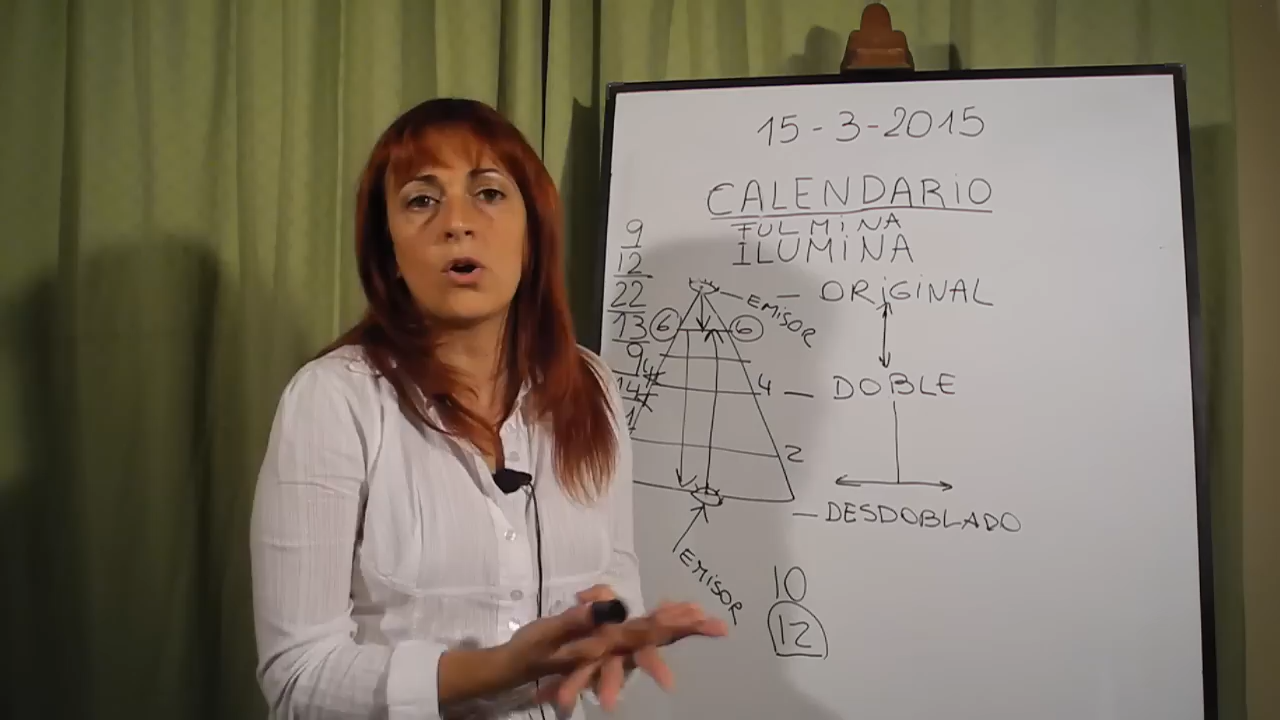 15-3-2015
CALENDARIO
FULMINA
ILUMINA
9
12
22
13
9
14
1
EMISOR
— ORIGINAL
6
6
4
4 — DOBLE
2
— DESDOBLADO
EMISOR
10
12